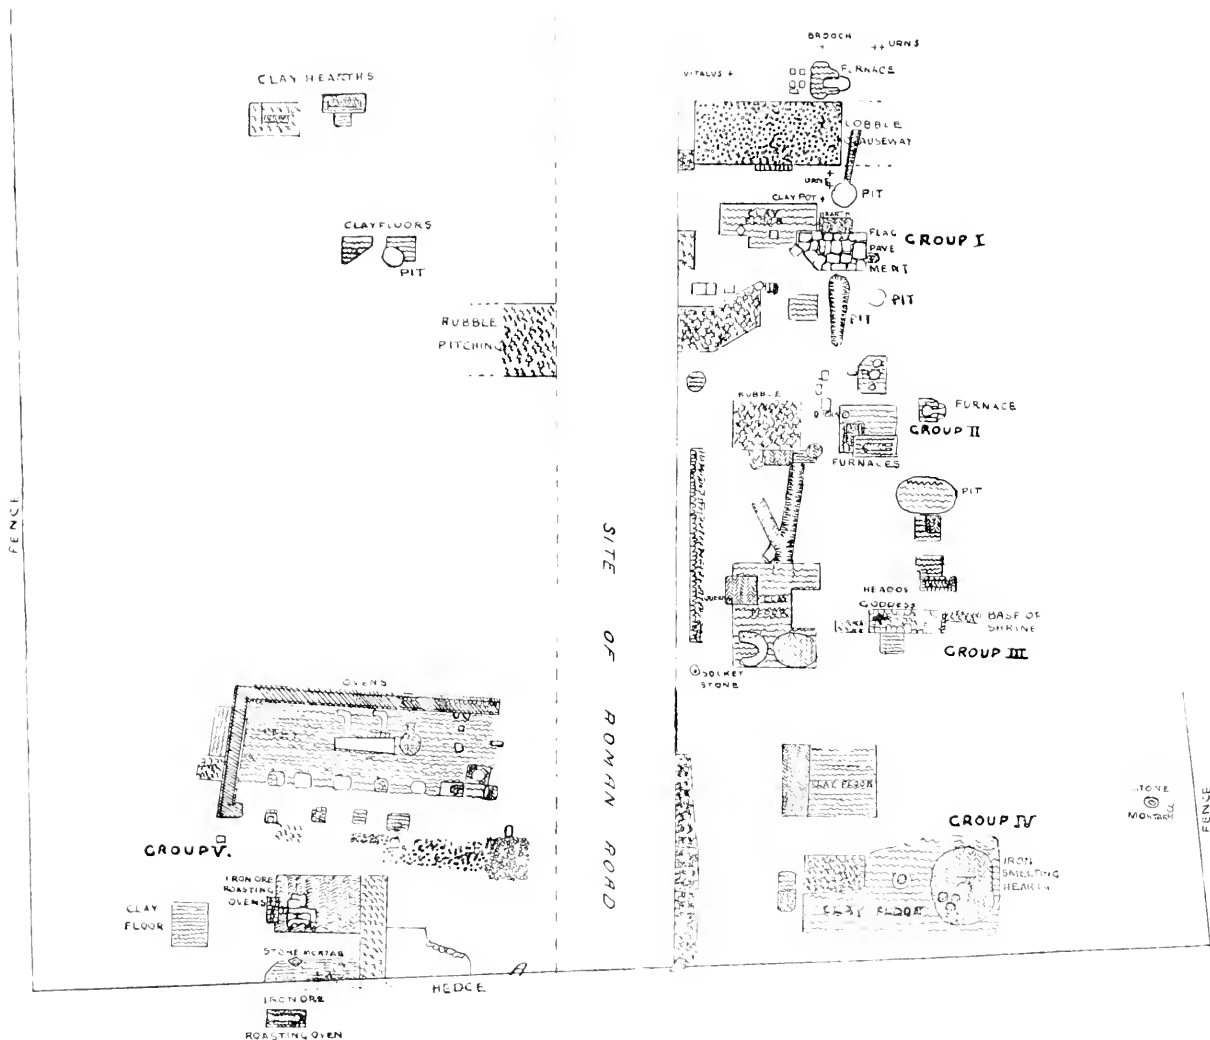 BROOCH
URNS
VITALUS
FURNACE
CLAY HEARTHS
COBBLE
CAUSEWAY
PIT
CLAY POT
CLAY
HEARTH
FLAG
PAVE
MENT
GROUP I
CLAY FLOORS
PIT
PIT
PIT
RUBBLE
PITCHING
RUBBLE
FURNACE
GROUP II
FURNACES
PIT
FENCE
SITE OF ROMAN ROAD
HEAD OF
GODDESS
BASE OF
SHRINE
GROUP III
SOCKET
STONE
OVENS
FLOOR
STONE
MORTAR
FENCE
GROUP IV
IRON
SMELTING
HEARTH
CLAY FLOOR
GROUP V.
IRON ORE
ROASTING
OVENS
CLAY
FLOOR
STONE MORTAR
A
HEDGE
IRON ORE
ROASTING OVEN